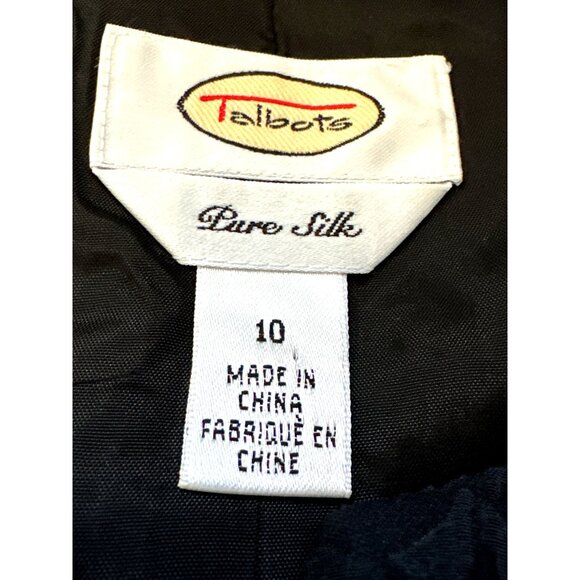 Talbots
Pure Silk
10
MADE IN
CHINA
FABRIQUÈ EN
CHINE